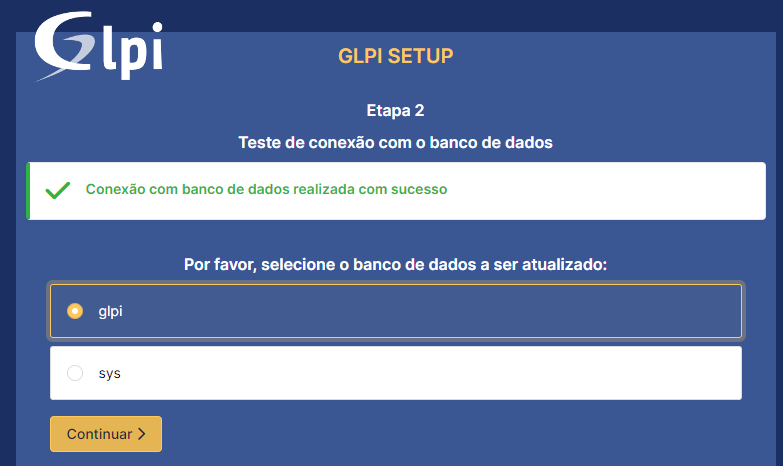 Glpi
GLPI SETUP
Etapa 2
Teste de conexão com o banco de dados
Conexão com banco de dados realizada com sucesso
Por favor, selecione o banco de dados a ser atualizado:
glpi
sys
Continuar